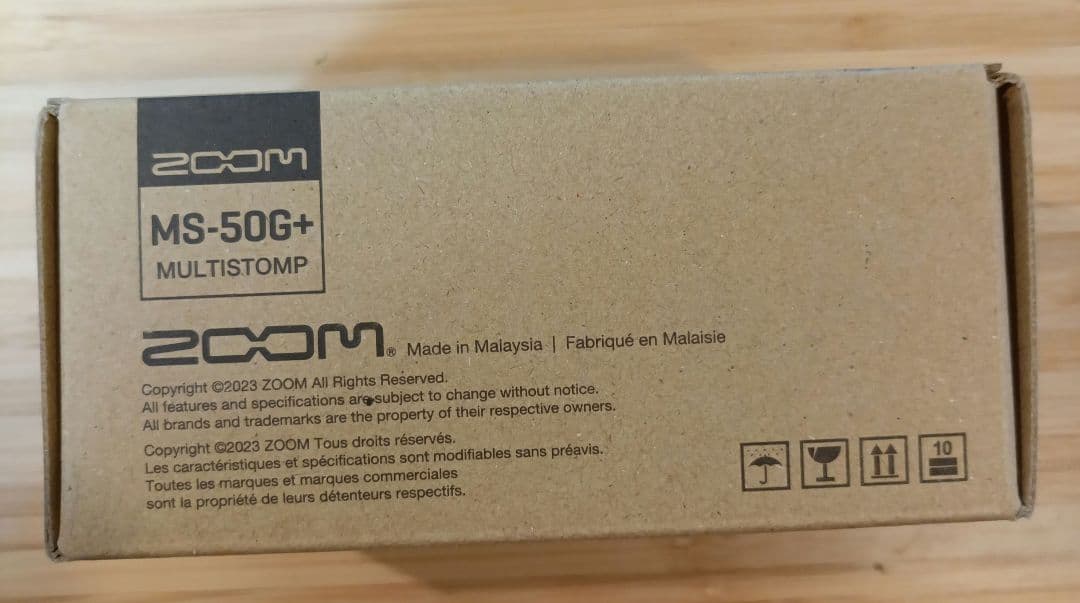 ZOOM
MS-50G+
MULTISTOMP
ZOOM® Made in Malaysia | Fabriqué en Malaisie
Copyright ©2023 ZOOM All Rights Reserved.
All features and specifications are subject to change without notice.
All brands and trademarks are the property of their respective owners.
Copyright ©2023 ZOOM Tous droits réservés.
Les caractéristiques et spécifications sont modifiables sans préavis.
Toutes les marques et marques commerciales
sont la propriété de leurs détenteurs respectifs.
10